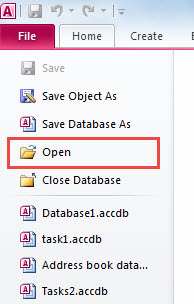 File Home Create
Save
Save Object As
Save Database As
Open
Close Database
Database1.accdb
task1.accdb
Address book data...
Tasks2.accdb